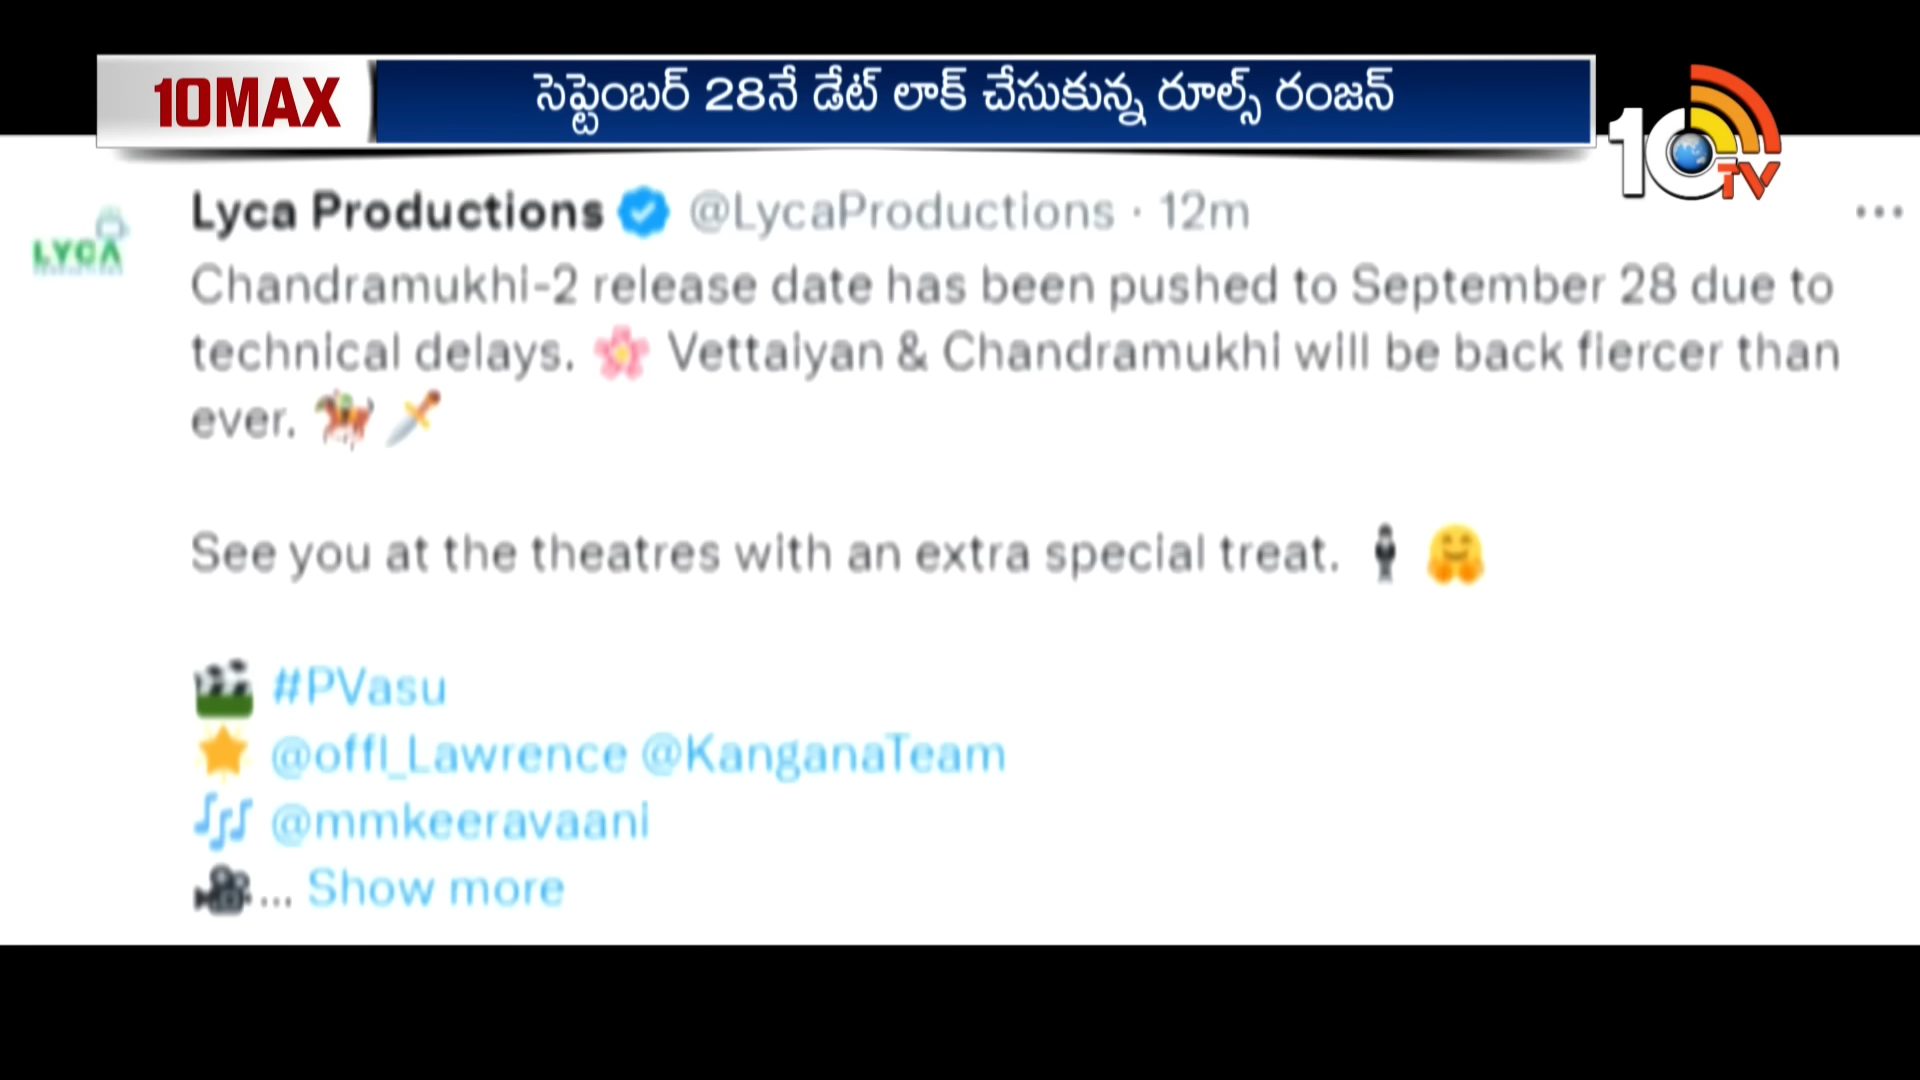 10MAX
సెప్టెంబర్ 28నే డేట్ లాక్ చేసుకున్న రూల్స్ రంజన్
10TV
LYCA
Lyca Productions @LycaProductions · 12m
Chandramukhi-2 release date has been pushed to September 28 due to
technical delays. 🌸 Vettaiyan & Chandramukhi will be back fiercer than
ever. 🏇🗡️
See you at the theatres with an extra special treat. 🕴️🤗
🎬 #PVasu
🌟 @offl_Lawrence @KanganaTeam
🎶 @mmkeeravaani
🎥... Show more